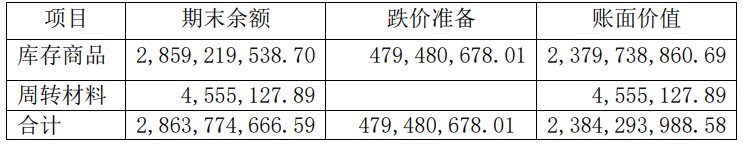 项目 期末余额 跌价准备 账面价值
库存商品 2,859,219,538.70 479,480,678.01 2,379,738,860.69
周转材料 4,555,127.89 4,555,127.89
合计 2,863,774,666.59 479,480,678.01 2,384,293,988.58